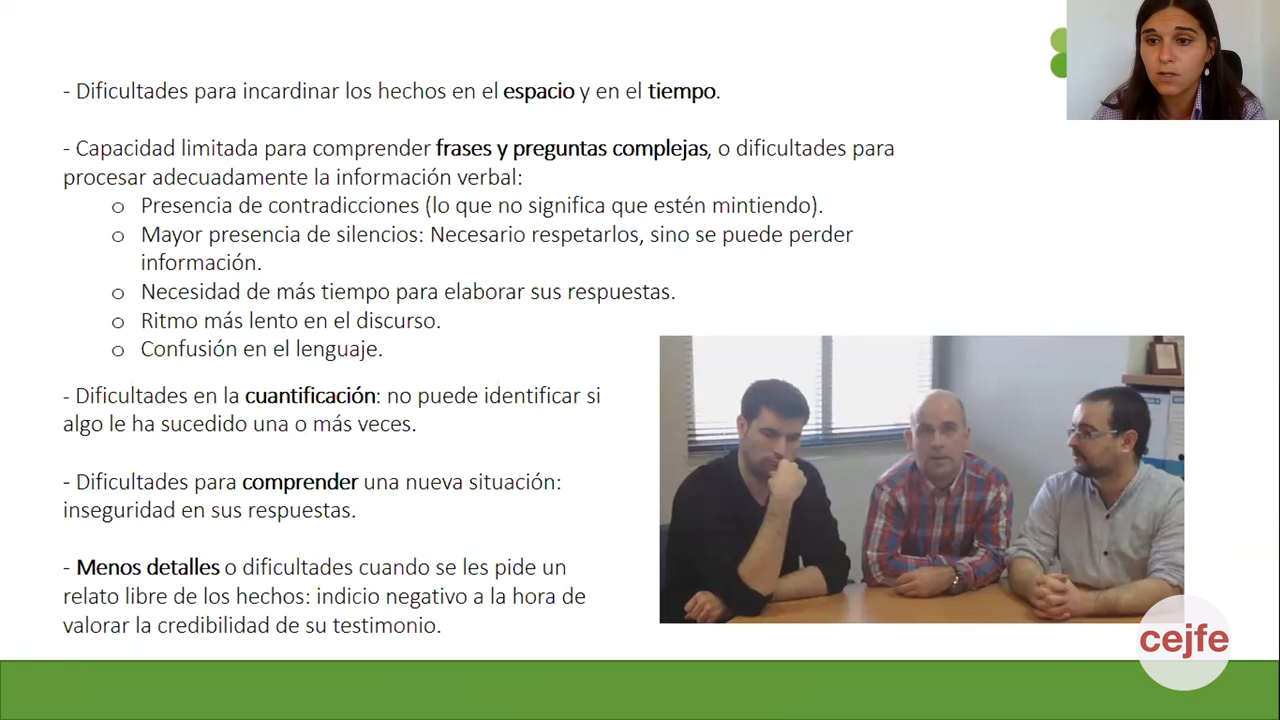 - Dificultades para incardinar los hechos en el espacio y en el tiempo.
- Capacidad limitada para comprender frases y preguntas complejas, o dificultades para
procesar adecuadamente la información verbal:
o Presencia de contradicciones (lo que no significa que estén mintiendo).
o Mayor presencia de silencios: Necesario respetarlos, sino se puede perder
información.
o Necesidad de más tiempo para elaborar sus respuestas.
o Ritmo más lento en el discurso.
o Confusión en el lenguaje.
- Dificultades en la cuantificación: no puede identificar si
algo le ha sucedido una o más veces.
- Dificultades para comprender una nueva situación:
inseguridad en sus respuestas.
- Menos detalles o dificultades cuando se les pide un
relato libre de los hechos: indicio negativo a la hora de
valorar la credibilidad de su testimonio.
cejfe